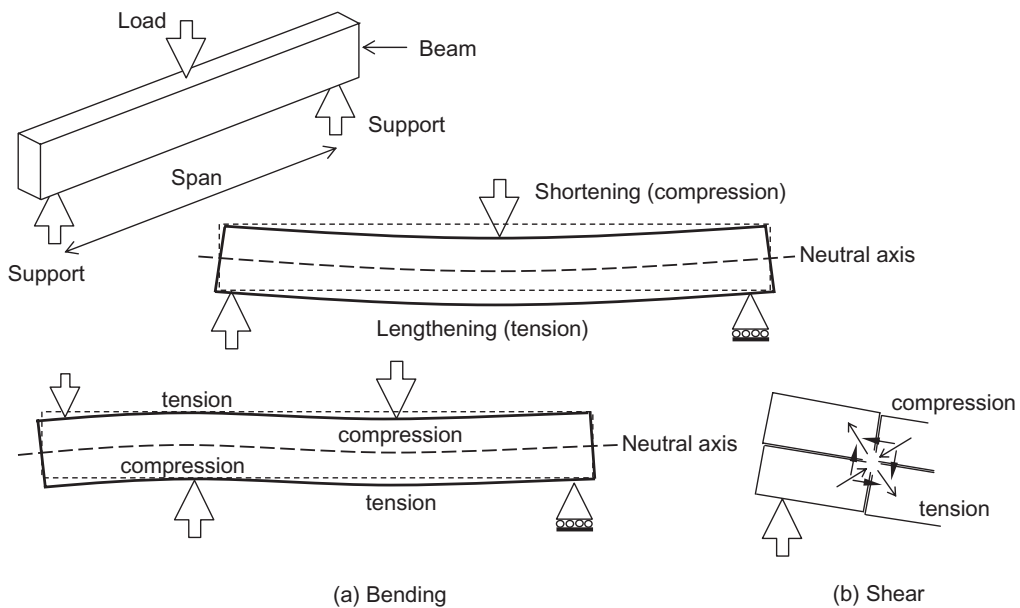 Load
Beam
Support
Span
Support
Shortening (compression)
Neutral axis
Lengthening (tension)
tension
compression
compression
tension
Neutral axis
compression
tension
(a) Bending
(b) Shear